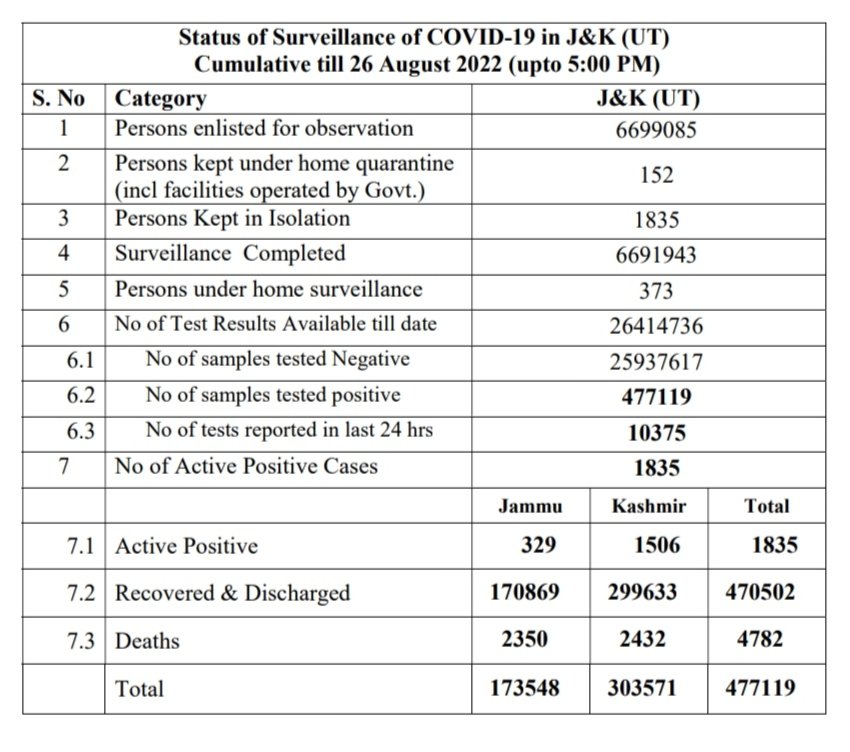 Status of Surveillance of COVID-19 in J&K (UT)
Cumulative till 26 August 2022 (upto 5:00 PM)
S. No Category J&K (UT)
1 Persons enlisted for observation 6699085
2 Persons kept under home quarantine
(incl facilities operated by Govt.) 152
3 Persons Kept in Isolation 1835
4 Surveillance Completed 6691943
5 Persons under home surveillance 373
6 No of Test Results Available till date 26414736
6.1 No of samples tested Negative 25937617
6.2 No of samples tested positive 477119
6.3 No of tests reported in last 24 hrs 10375
7 No of Active Positive Cases 1835
Jammu Kashmir Total
7.1 Active Positive 329 1506 1835
7.2 Recovered & Discharged 170869 299633 470502
7.3 Deaths 2350 2432 4782
Total 173548 303571 477119